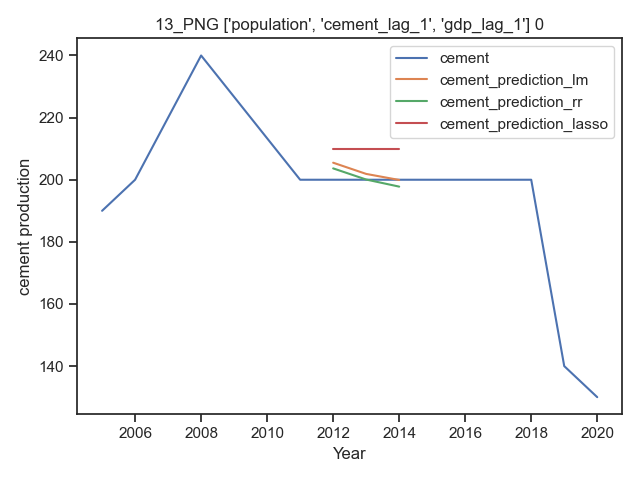 13_PNG ['population', 'cement_lag_1', 'gdp_lag_1'] 0
cement
cement_prediction_lm
cement_prediction_rr
cement_prediction_lasso
cement production
240
220
200
180
160
140
2006 2008 2010 2012 2014 2016 2018 2020
Year